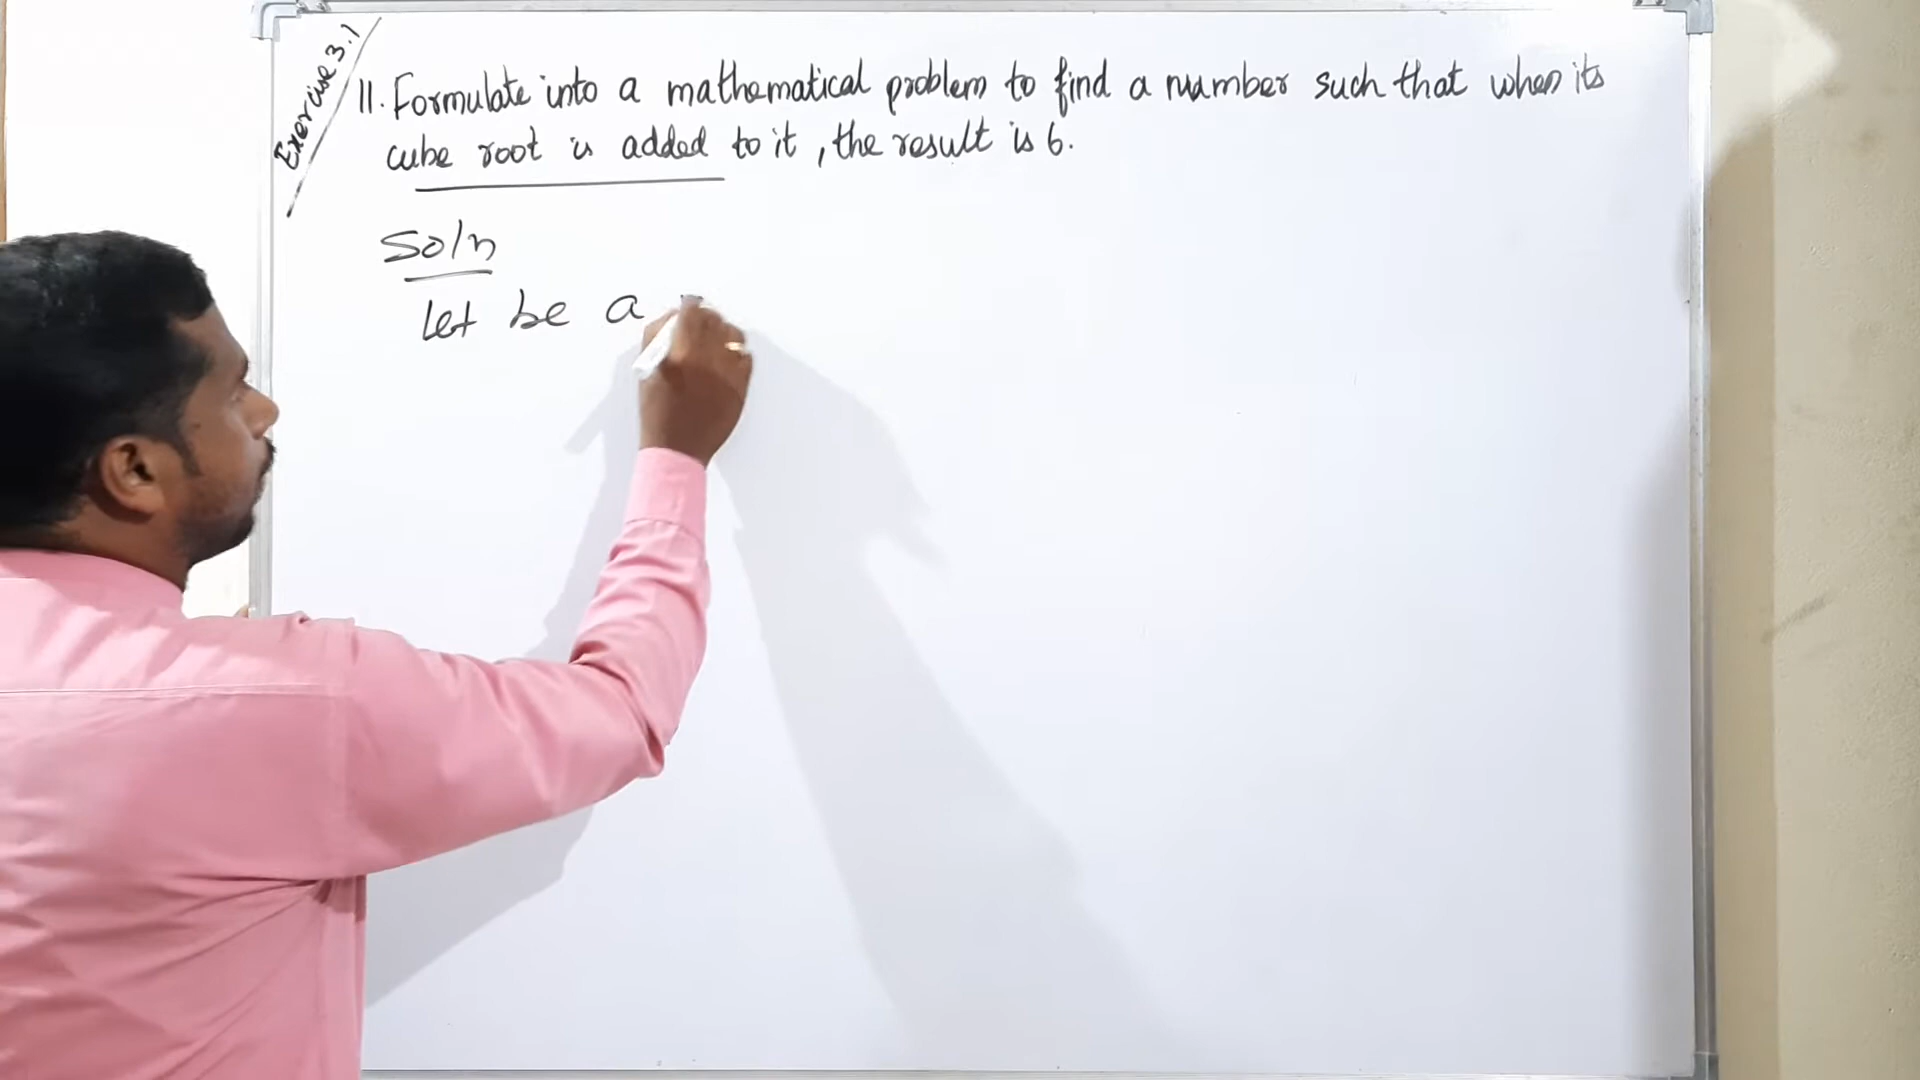 Exercise 3.1
11. Formulate into a mathematical problem to find a number such that when its
cube root is added to it, the result is 6.
Soln
Let be a